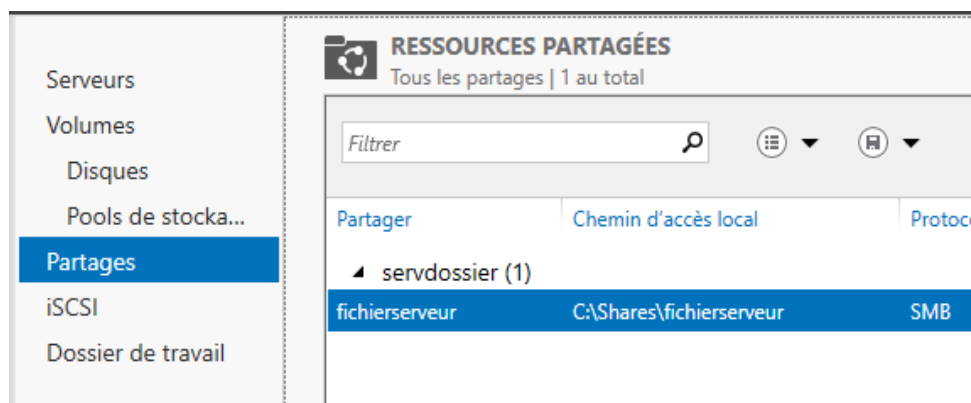 Serveurs
Volumes
Disques
Pools de stocka...
Partages
iSCSI
Dossier de travail
RESSOURCES PARTAGÉES
Tous les partages | 1 au total
Filtrer
Partager Chemin d'accès local Protoco
servdossier (1)
fichierserveur C:\Shares\fichierserveur SMB